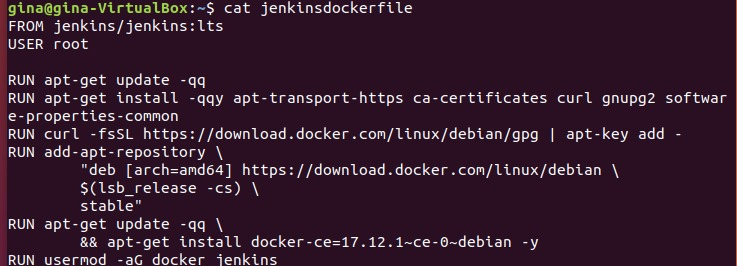 gina@gina-VirtualBox:~$ cat jenkinsdockerfile
FROM jenkins/jenkins:lts
USER root
RUN apt-get update -qq
RUN apt-get install -qqy apt-transport-https ca-certificates curl gnupg2 softwar
e-properties-common
RUN curl -fsSL https://download.docker.com/linux/debian/gpg | apt-key add -
RUN add-apt-repository \
"deb [arch=amd64] https://download.docker.com/linux/debian \
$(lsb_release -cs) \
stable"
RUN apt-get update -qq \
&& apt-get install docker-ce=17.12.1~ce-0~debian -y
RUN usermod -aG docker jenkins